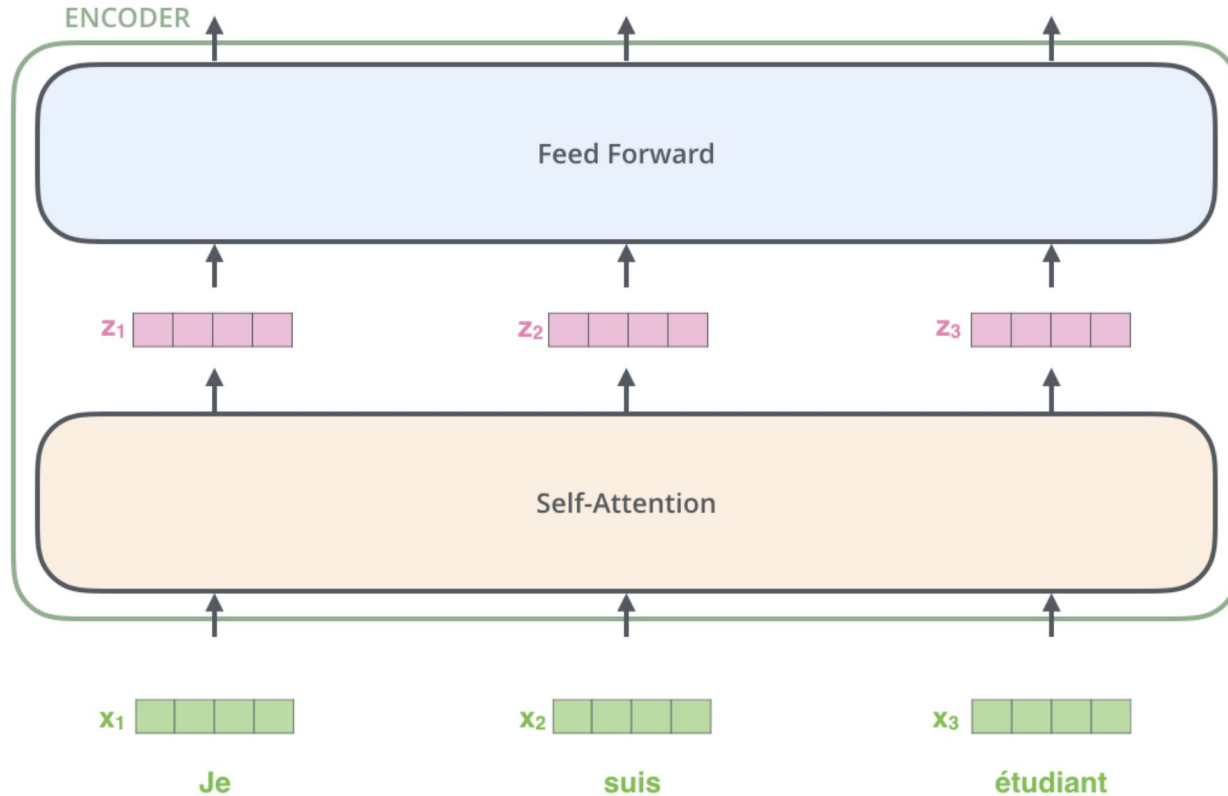 ENCODER
Feed Forward
z₁ z₂ z₃
Self-Attention
x₁ x₂ x₃
Je suis étudiant